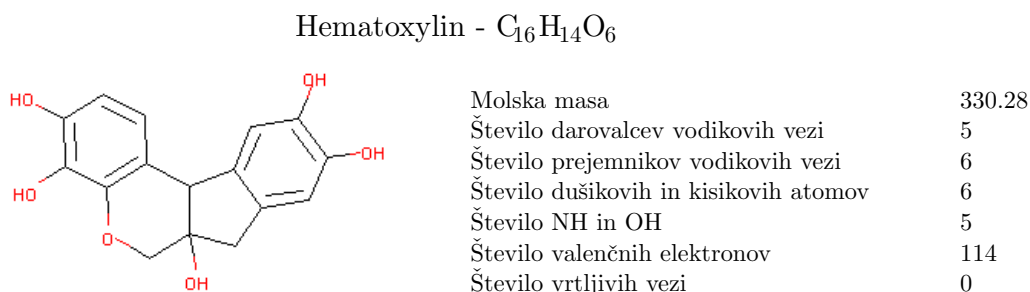 Hematoxylin - C₁₆H₁₄O₆
OH
HO
OH
HO
O
OH
Molska masa 330.28
Število darovalcev vodikovih vezi 5
Število prejemnikov vodikovih vezi 6
Število dušikovih in kisikovih atomov 6
Število NH in OH 5
Število valenčnih elektronov 114
Število vrtljivih vezi 0